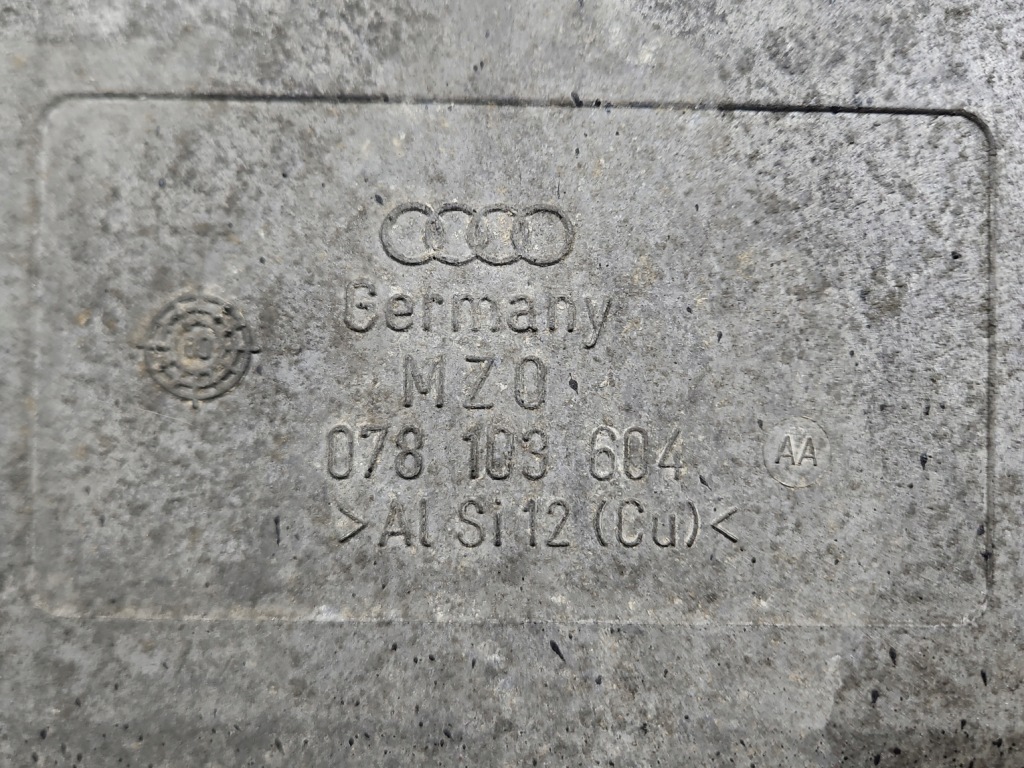 Germany
MZO
078 103 604 AA
>Al Si 12 (Cu)<